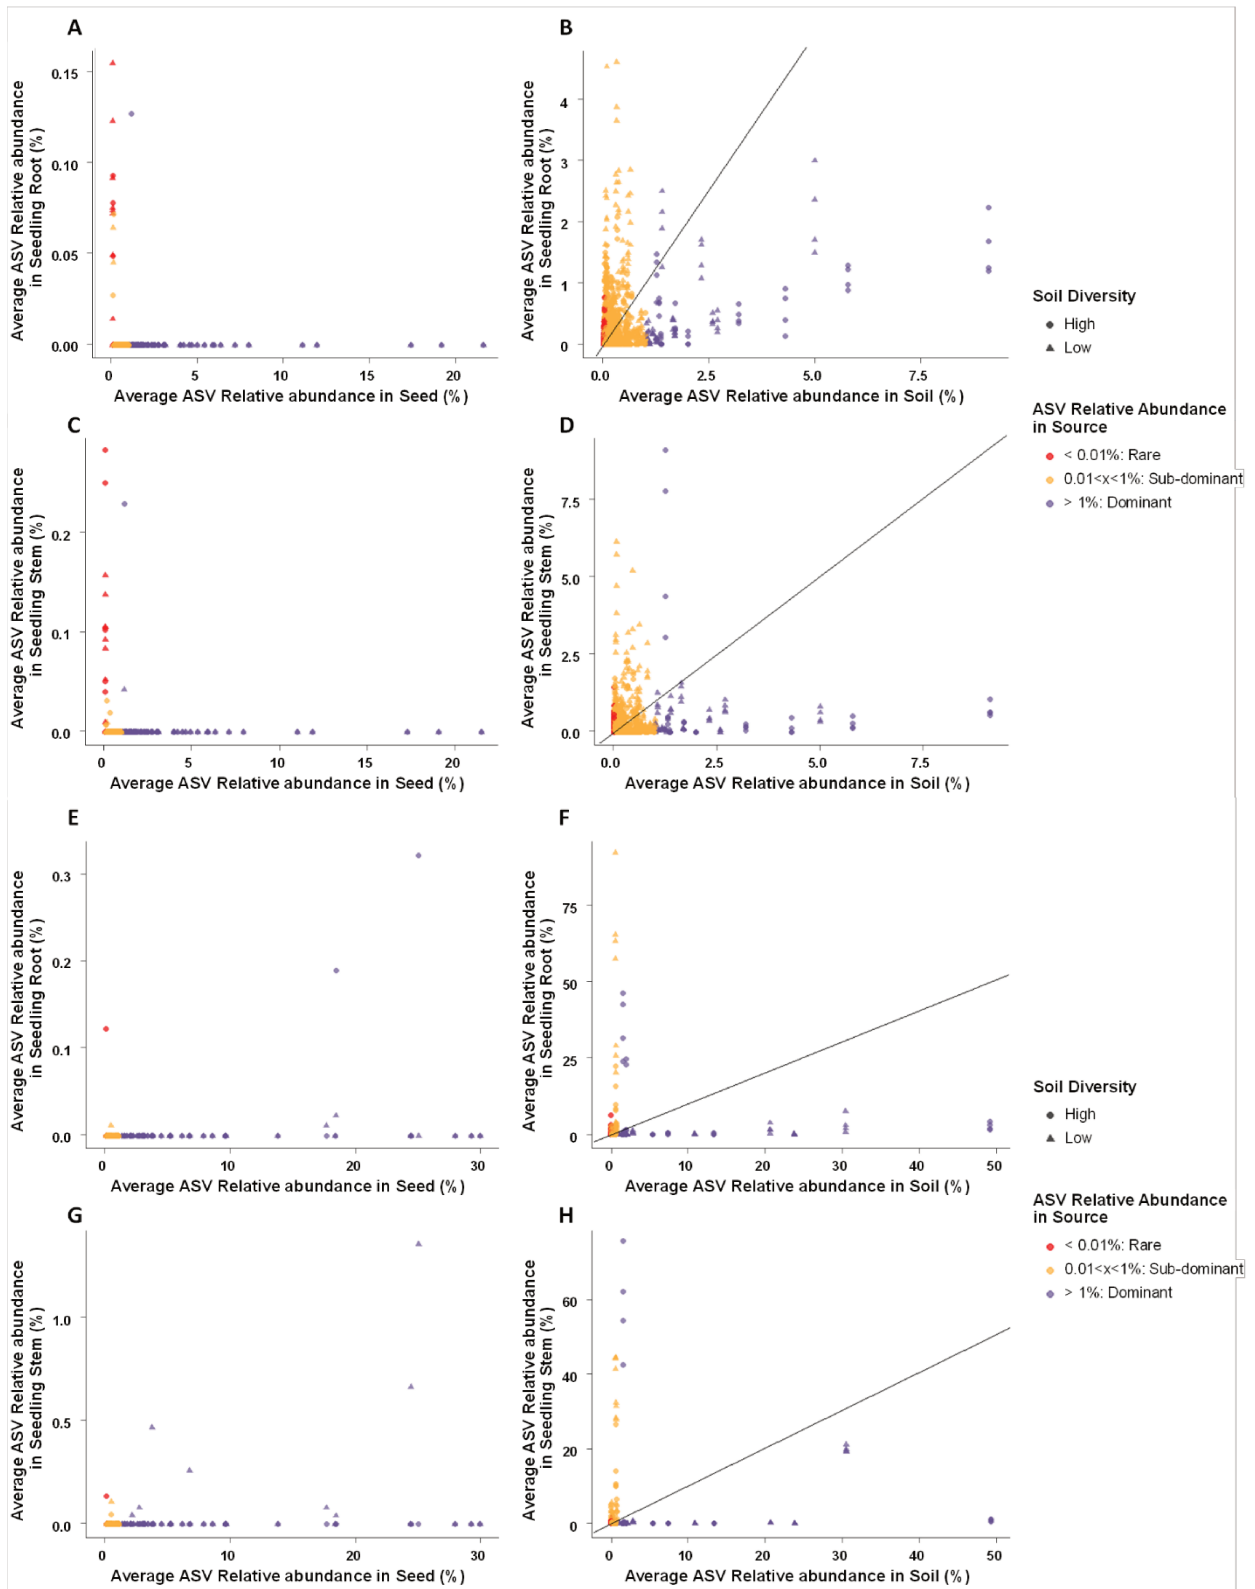 A
Average ASV Relative abundance
in Seedling Root (%)
0.15
0.10
0.05
0.00
0
5
10
15
20
Average ASV Relative abundance in Seed (%)
B
Average ASV Relative abundance
in Seedling Root (%)
4
3
2
1
0
0.0
2.5
5.0
7.5
Average ASV Relative abundance in Soil (%)
Soil Diversity
High
Low
ASV Relative Abundance
in Source
< 0.01%: Rare
0.01<x<1%: Sub-dominant
> 1%: Dominant
C
Average ASV Relative abundance
in Seedling Stem (%)
0.2
0.1
0.0
0
5
10
15
20
Average ASV Relative abundance in Seed (%)
D
Average ASV Relative abundance
in Seedling Stem (%)
7.5
5.0
2.5
0.0
0.0
2.5
5.0
7.5
Average ASV Relative abundance in Soil (%)
E
Average ASV Relative abundance
in Seedling Root (%)
0.3
0.2
0.1
0.0
0
10
20
30
Average ASV Relative abundance in Seed (%)
F
Average ASV Relative abundance
in Seedling Root (%)
75
50
25
0
0
10
20
30
40
50
Average ASV Relative abundance in Soil (%)
Soil Diversity
High
Low
ASV Relative Abundance
in Source
< 0.01%: Rare
0.01<x<1%: Sub-dominant
> 1%: Dominant
G
Average ASV Relative abundance
in Seedling Stem (%)
1.0
0.5
0.0
0
10
20
30
Average ASV Relative abundance in Seed (%)
H
Average ASV Relative abundance
in Seedling Stem (%)
60
40
20
0
0
10
20
30
40
50
Average ASV Relative abundance in Soil (%)